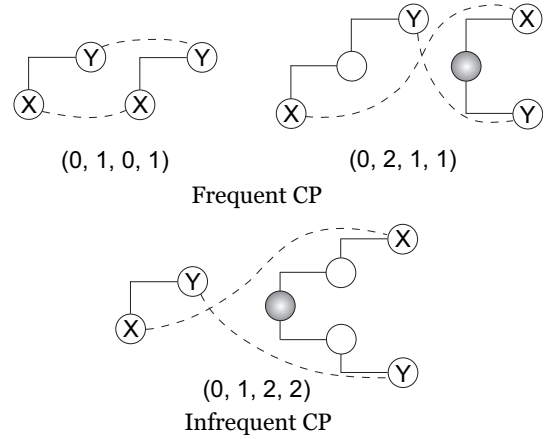 Y Y X
X X Y
X Y
(0, 1, 0, 1) (0, 2, 1, 1)
Frequent CP
X
Y
X
Y
(0, 1, 2, 2)
Infrequent CP